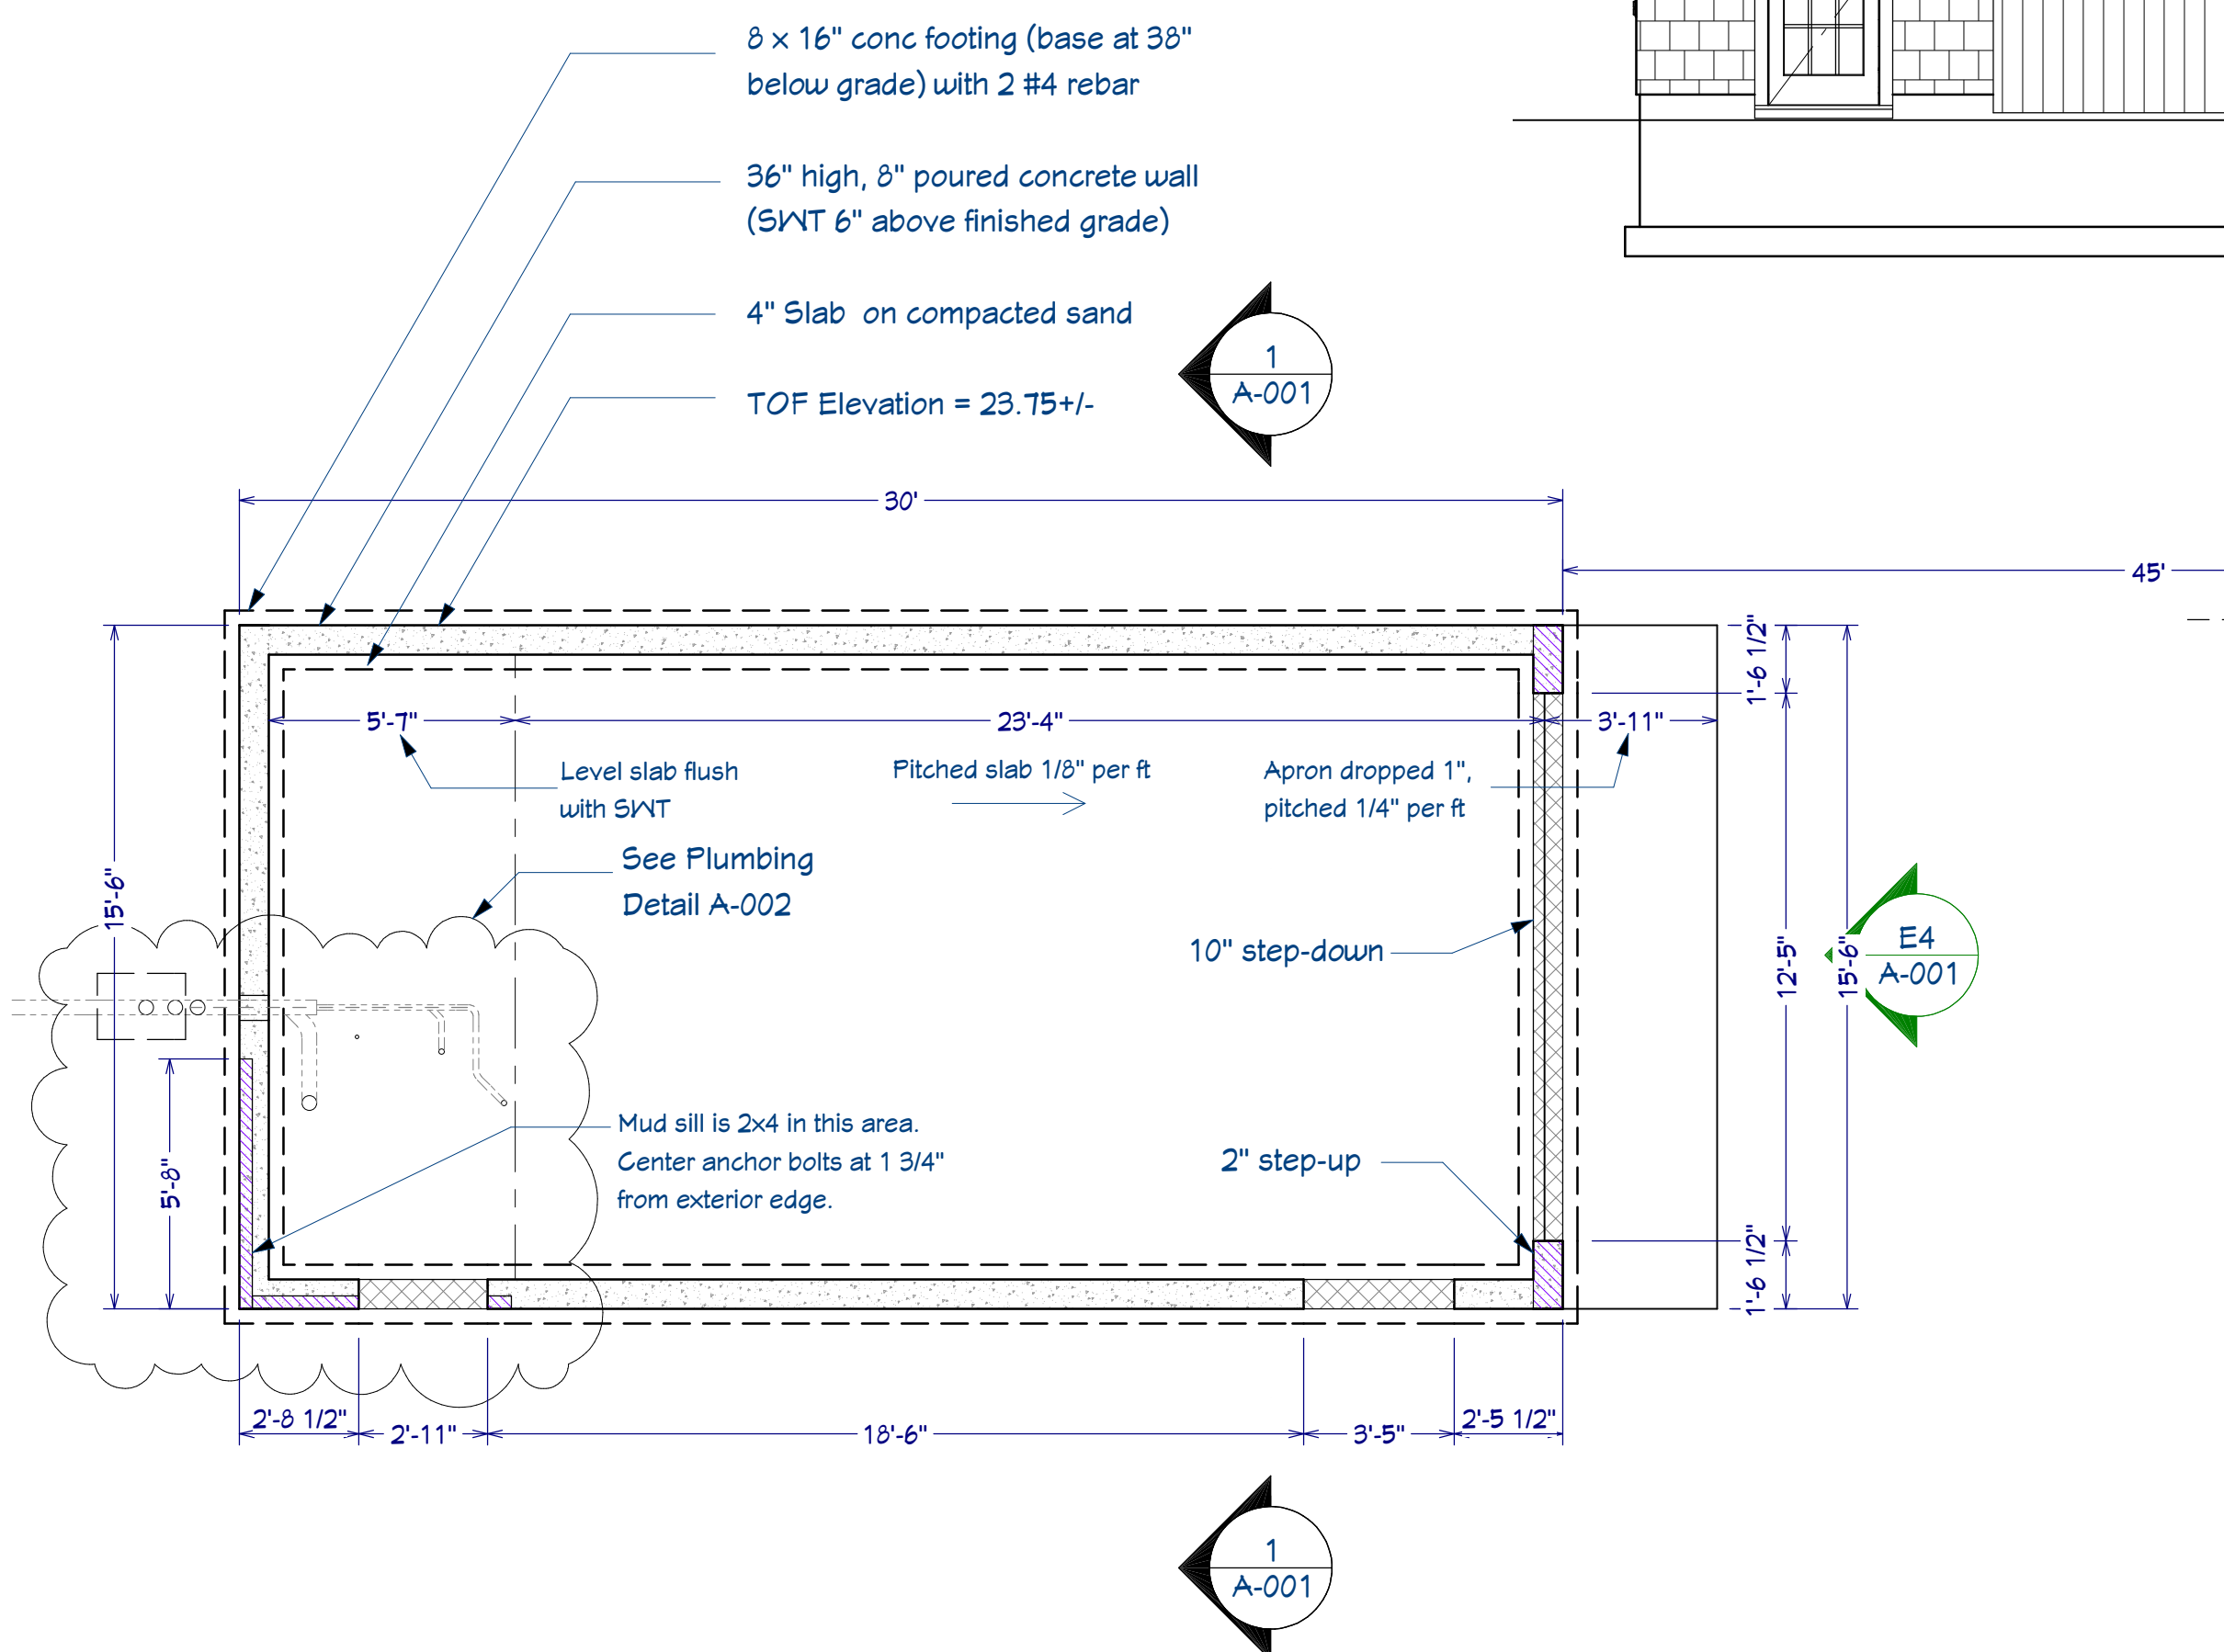 8 x 16" conc footing (base at 38"
below grade) with 2 #4 rebar
36" high, 8" poured concrete wall
(SWT 6" above finished grade)
4" Slab on compacted sand
TOF Elevation = 23.75+/-
1
A-001
30'
45'
1'-6 1/2"
5'-7"
23'-4"
3'-11"
Level slab flush
with SWT
Pitched slab 1/8" per ft
Apron dropped 1",
pitched 1/4" per ft
See Plumbing
Detail A-002
15'-6"
10" step-down
12'-5"
15'-6"
E4
A-001
5'-8"
Mud sill is 2x4 in this area.
Center anchor bolts at 1 3/4"
from exterior edge.
2" step-up
1'-6 1/2"
2'-8 1/2"
2'-11"
18'-6"
3'-5"
2'-5 1/2"
1
A-001